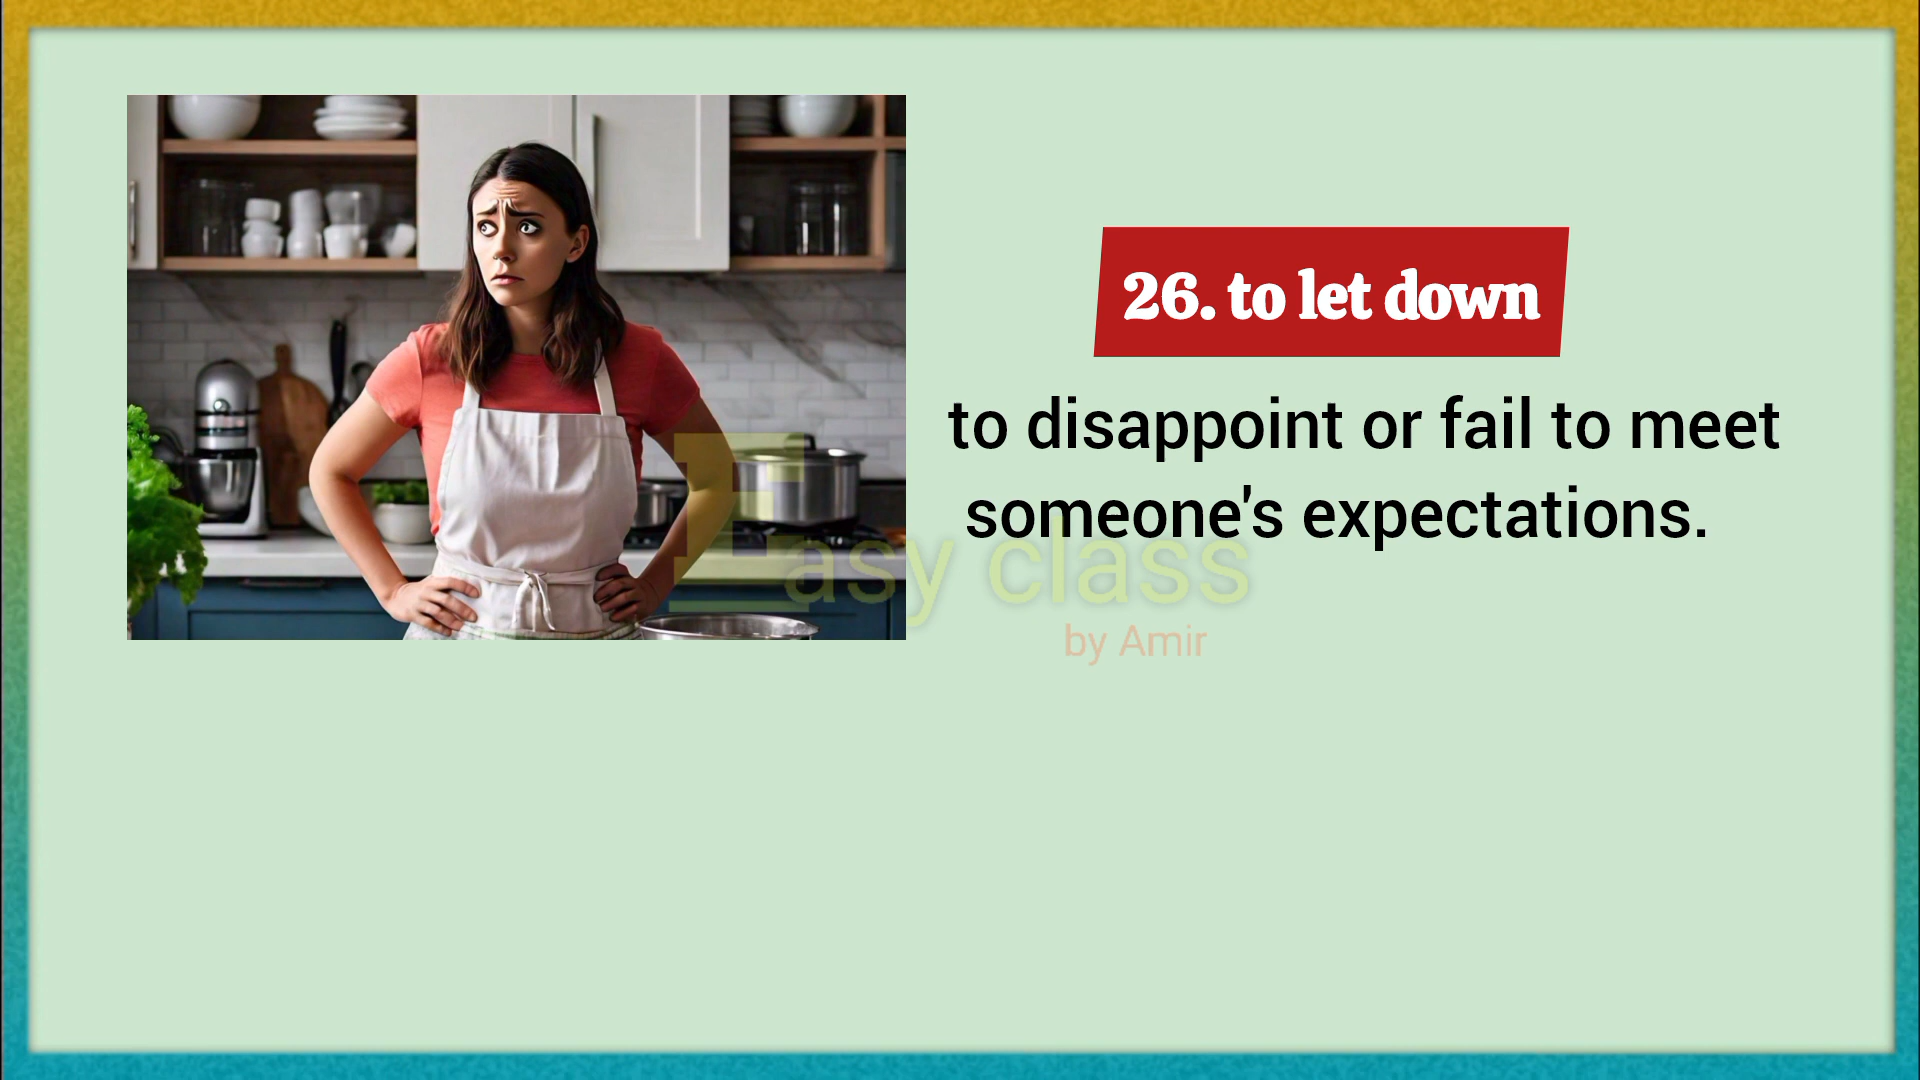 26. to let down
to disappoint or fail to meet
someone's expectations.
Easy class
by Amir